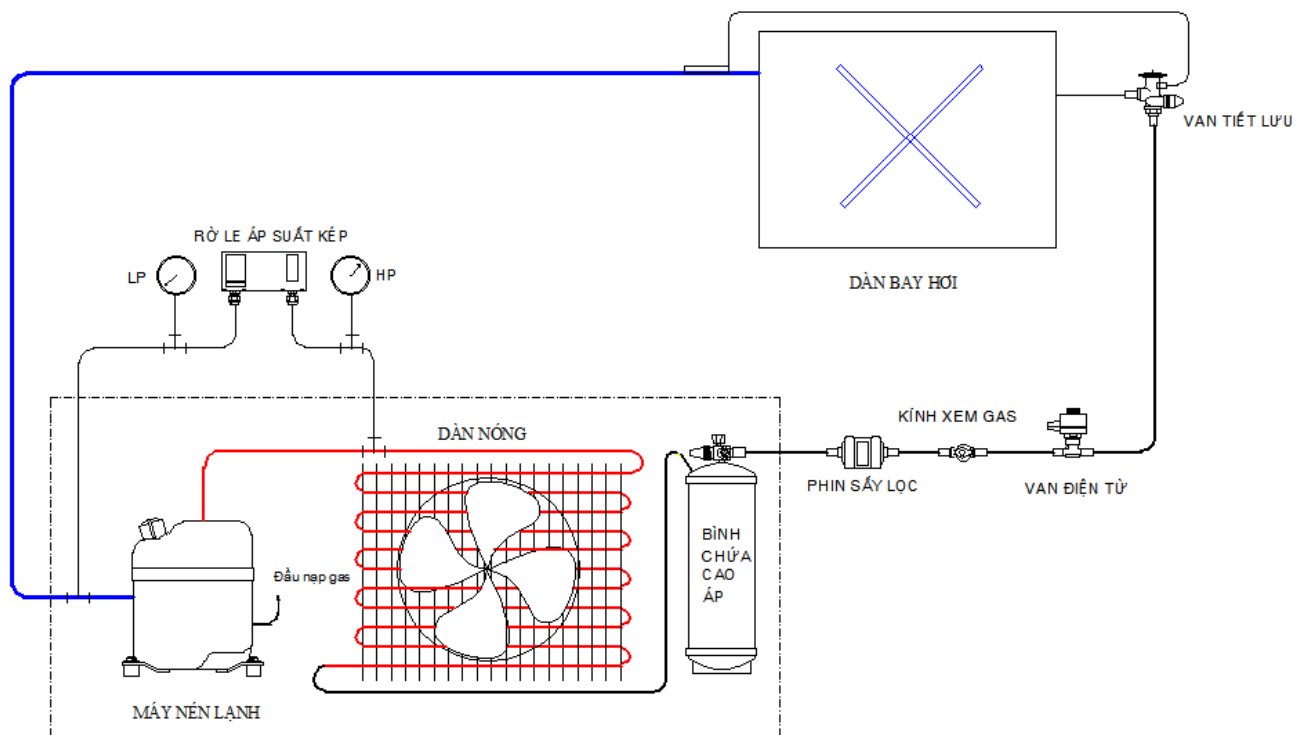 VAN TIẾT LƯU
RỜ LE ÁP SUẤT KÉP
LP
HP
DÀN BAY HƠI
KÍNH XEM GAS
DÀN NÓNG
PHIN SẤY LỌC
VAN ĐIỆN TỬ
BÌNH
CHỨA
CAO
ÁP
Đầu nạp gas
MÁY NÉN LẠNH